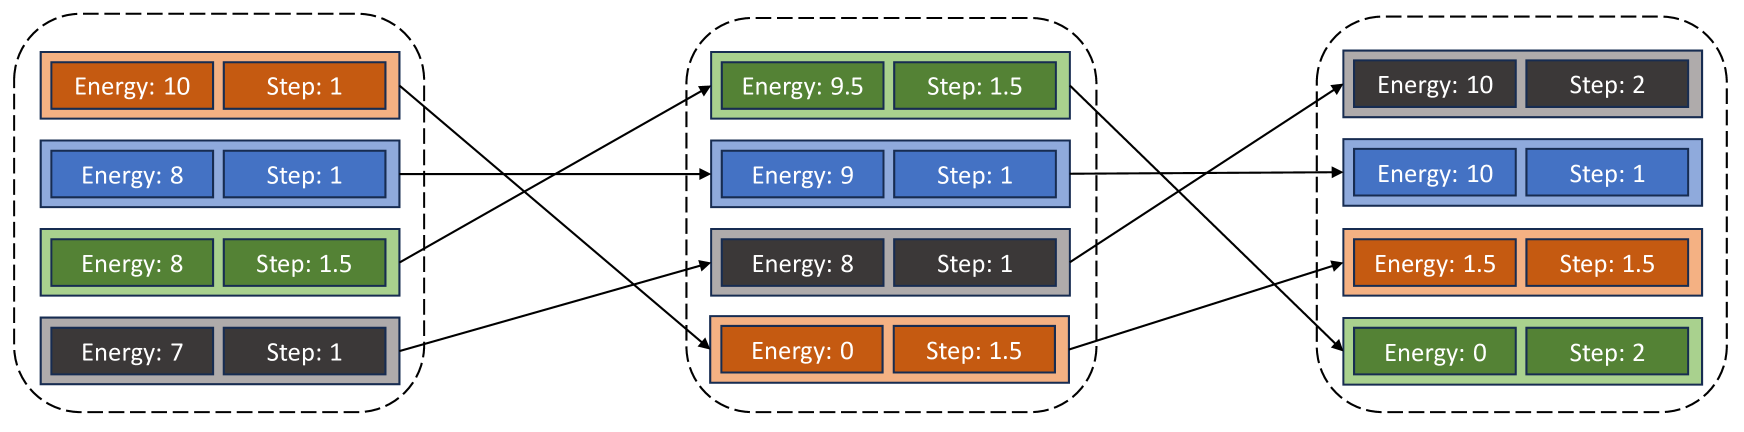 Energy: 10 Step: 1
Energy: 8 Step: 1
Energy: 8 Step: 1.5
Energy: 7 Step: 1
Energy: 9.5 Step: 1.5
Energy: 9 Step: 1
Energy: 8 Step: 1
Energy: 0 Step: 1.5
Energy: 10 Step: 2
Energy: 10 Step: 1
Energy: 1.5 Step: 1.5
Energy: 0 Step: 2